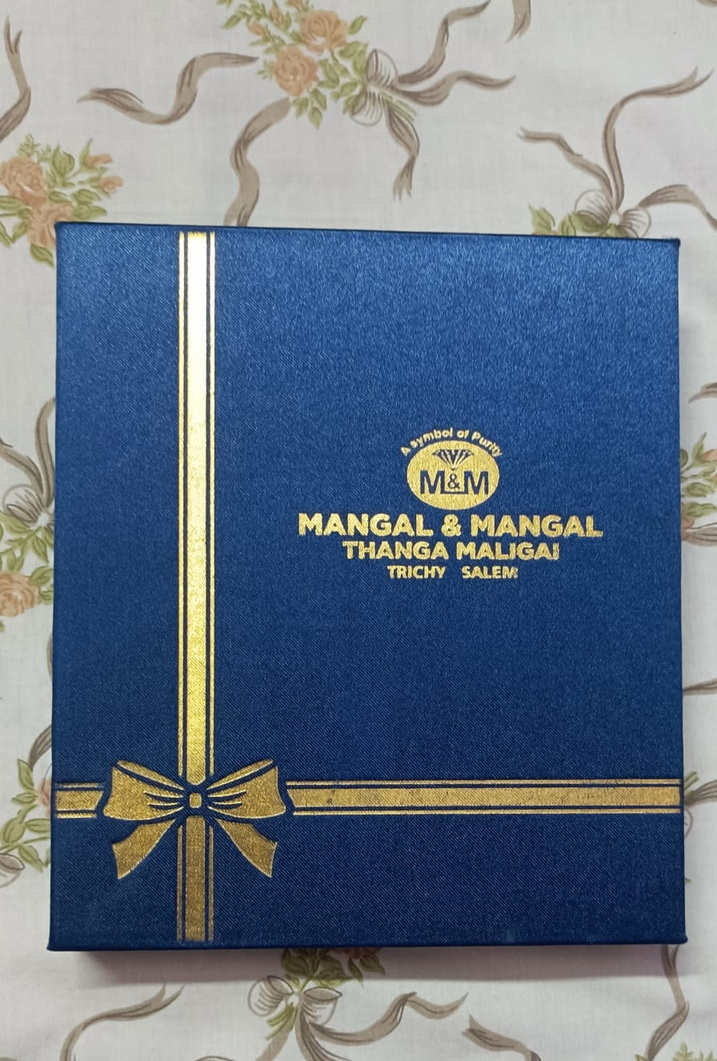 A symbol of Purity
M&M
MANGAL & MANGAL
THANGA MALIGAI
TRICHY SALEM